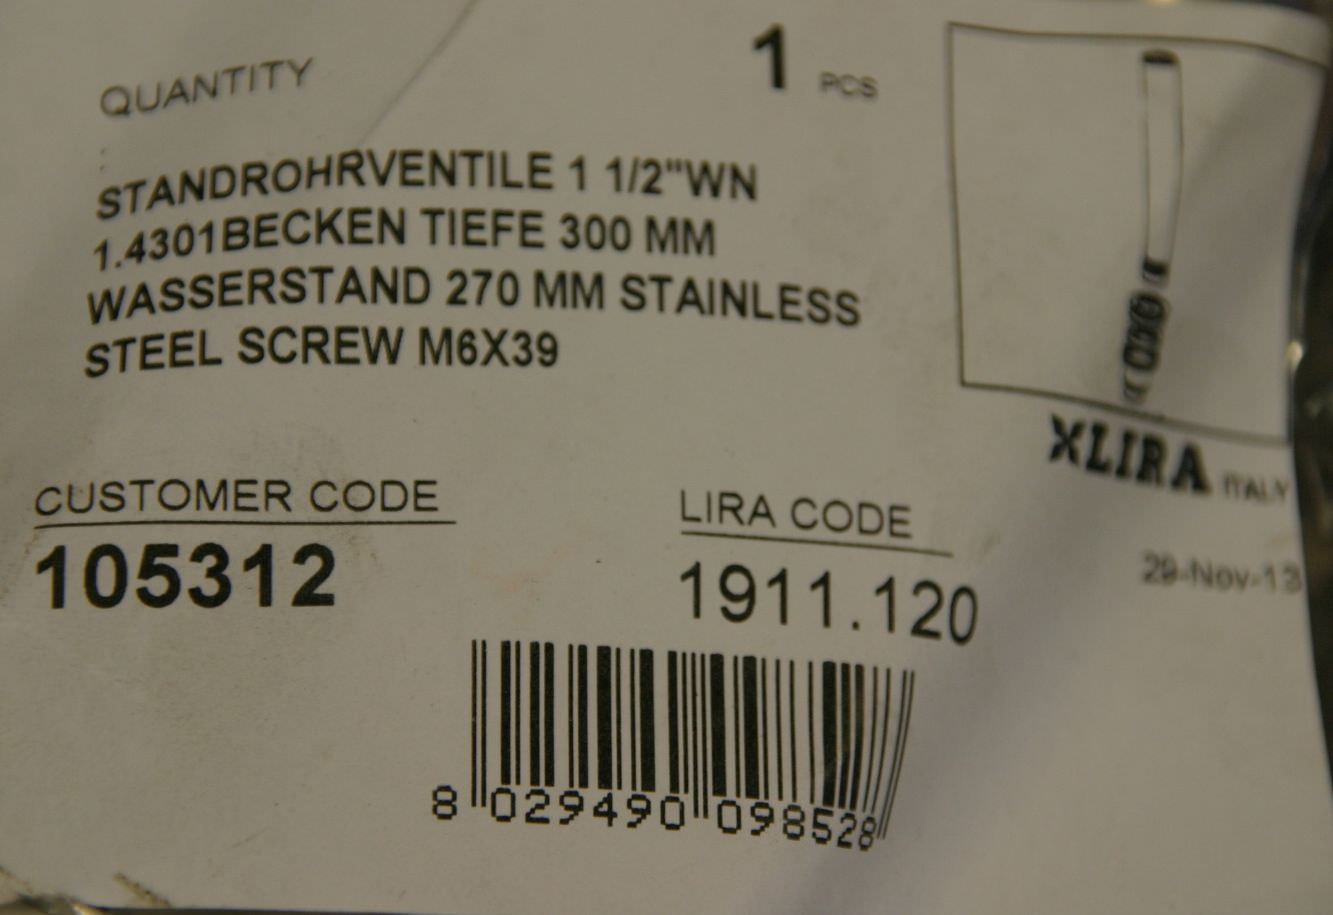 QUANTITY 1 PCS
STANDROHRVENTILE 1 1/2"WN
1.4301BECKEN TIEFE 300 MM
WASSERSTAND 270 MM STAINLESS
STEEL SCREW M6X39
XLIRA ITALY
CUSTOMER CODE LIRA CODE
105312 1911.120
29-Nov-13
8 029490 098528